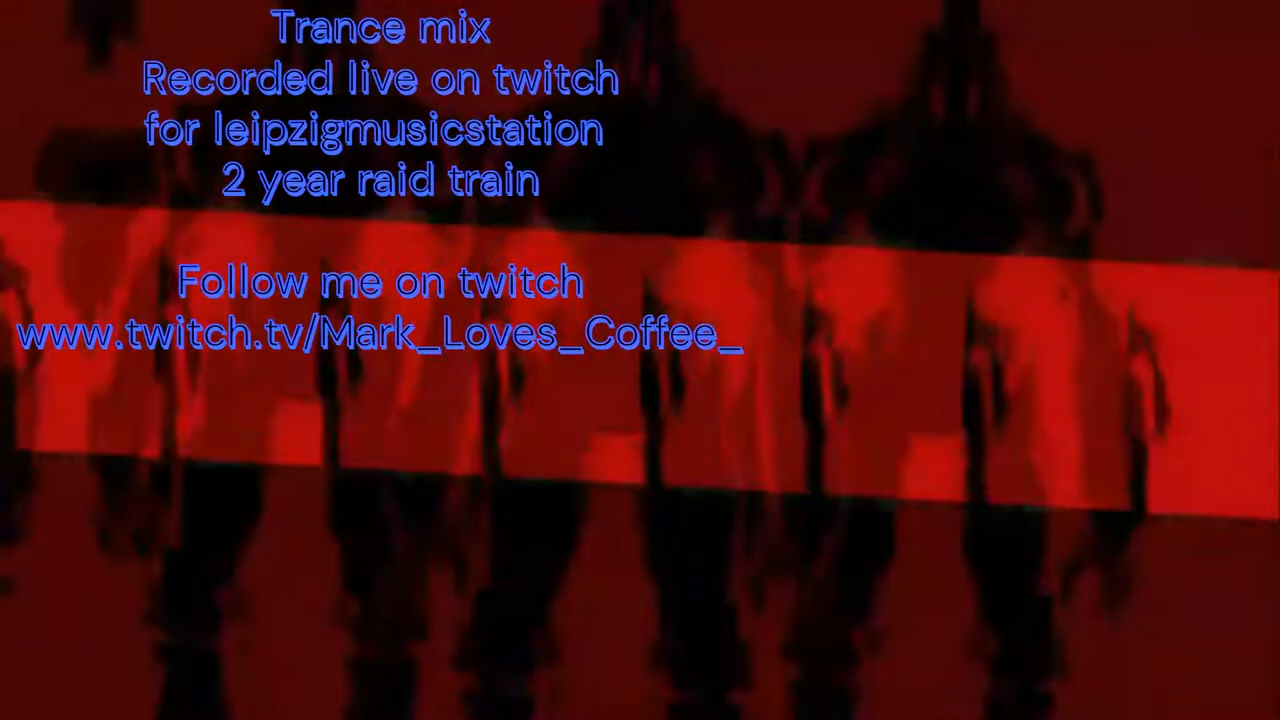 Trance mix
Recorded live on twitch
for leipzigmusicstation
2 year raid train
Follow me on twitch
www.twitch.tv/Mark_Loves_Coffee_